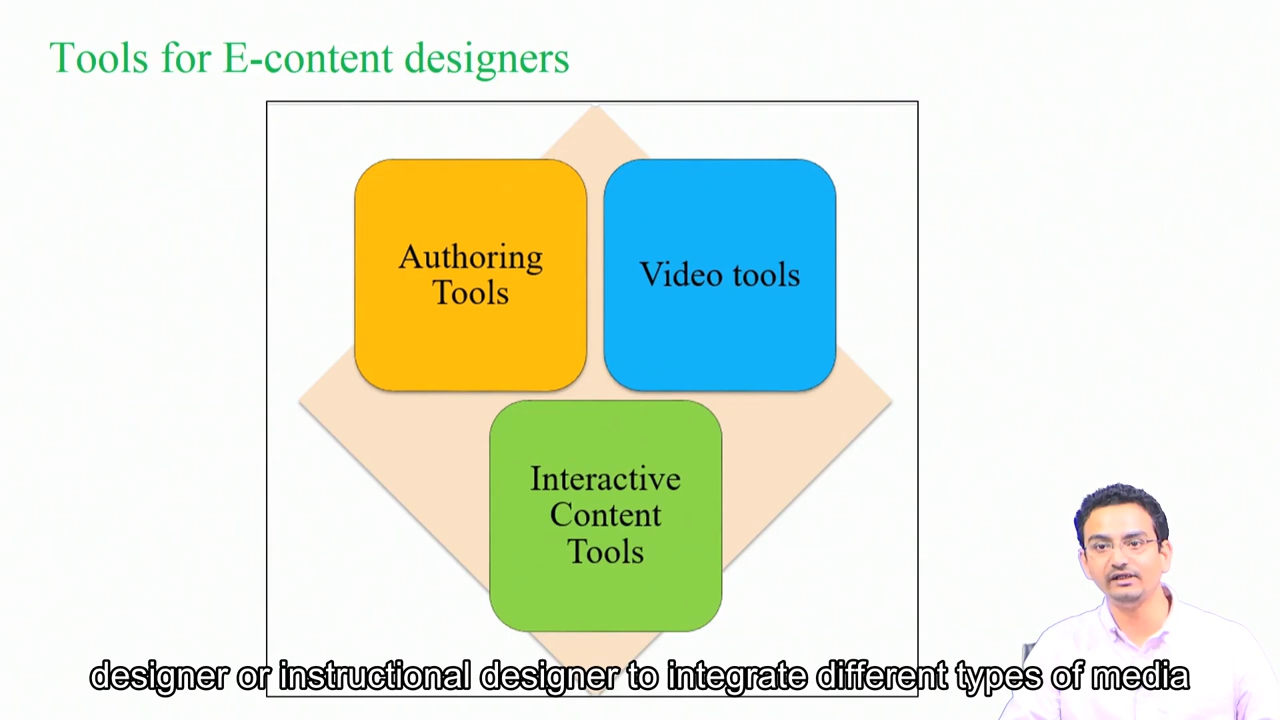 Tools for E-content designers
Authoring
Tools
Video tools
Interactive
Content
Tools
designer or instructional designer to integrate different types of media